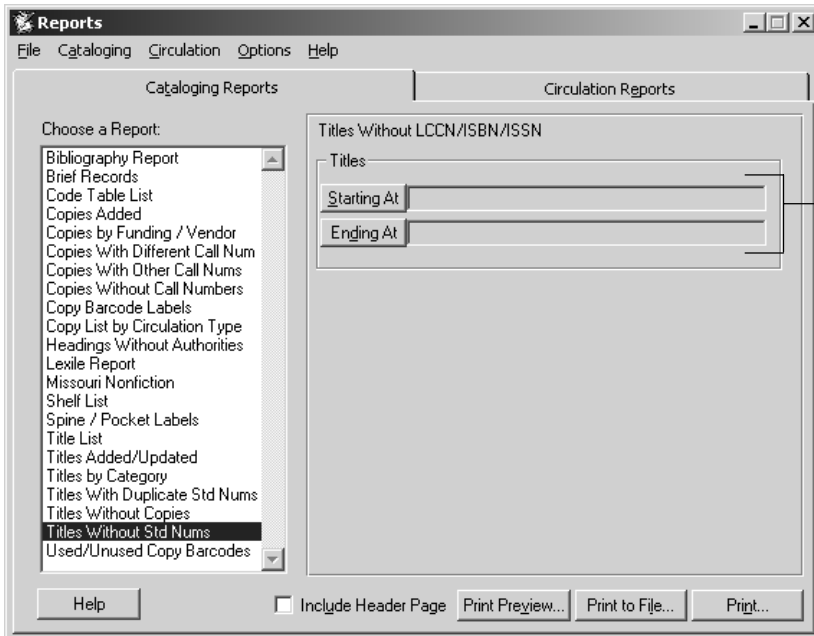 Reports
File Cataloging Circulation Options Help
Cataloging Reports
Circulation Reports
Choose a Report:
Bibliography Report
Brief Records
Code Table List
Copies Added
Copies by Funding / Vendor
Copies With Different Call Num
Copies With Other Call Nums
Copies Without Call Numbers
Copy Barcode Labels
Copy List by Circulation Type
Headings Without Authorities
Lexile Report
Missouri Nonfiction
Shelf List
Spine / Pocket Labels
Title List
Titles Added/Updated
Titles by Category
Titles With Duplicate Std Nums
Titles Without Copies
Titles Without Std Nums
Used/Unused Copy Barcodes
Titles Without LCCN/ISBN/ISSN
Titles
Starting At
Ending At
Help
Include Header Page
Print Preview...
Print to File...
Print...